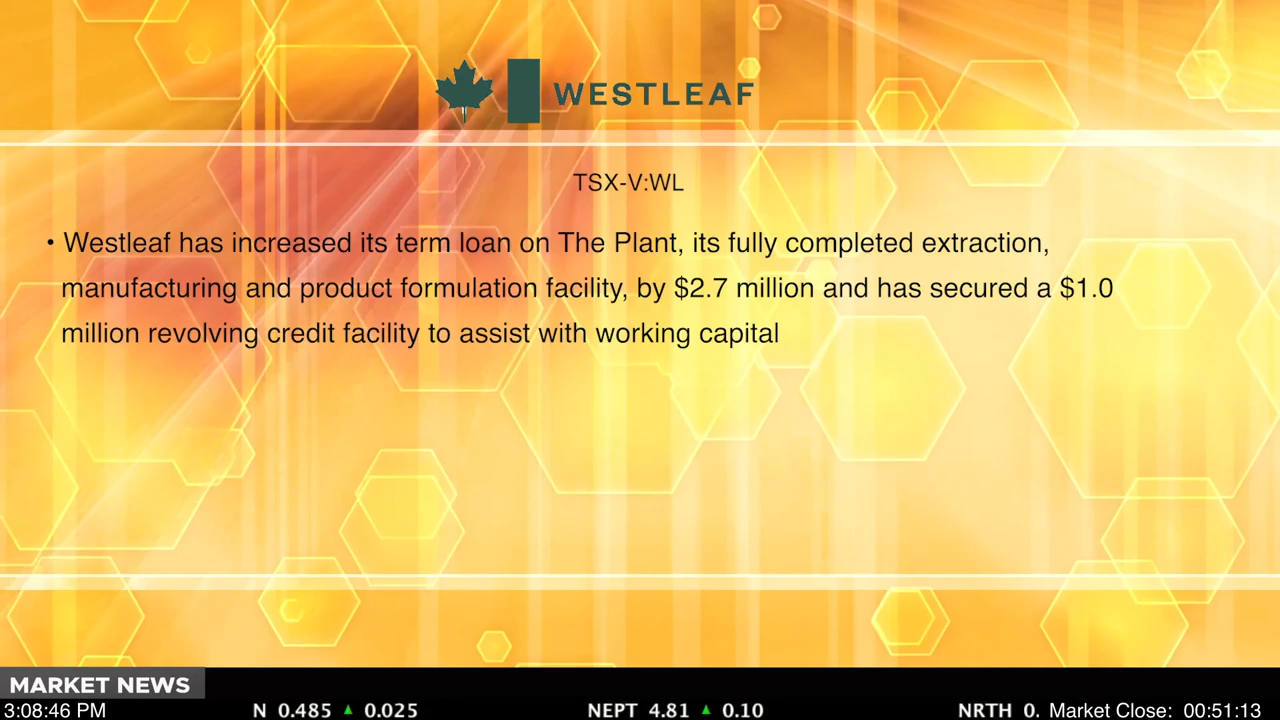 WESTLEAF
TSX-V:WL
• Westleaf has increased its term loan on The Plant, its fully completed extraction,
manufacturing and product formulation facility, by $2.7 million and has secured a $1.0
million revolving credit facility to assist with working capital
MARKET NEWS
3:08:46 PM N 0.485 ▲ 0.025 NEPT 4.81 ▲ 0.10 NRTH 0. Market Close: 00:51:13